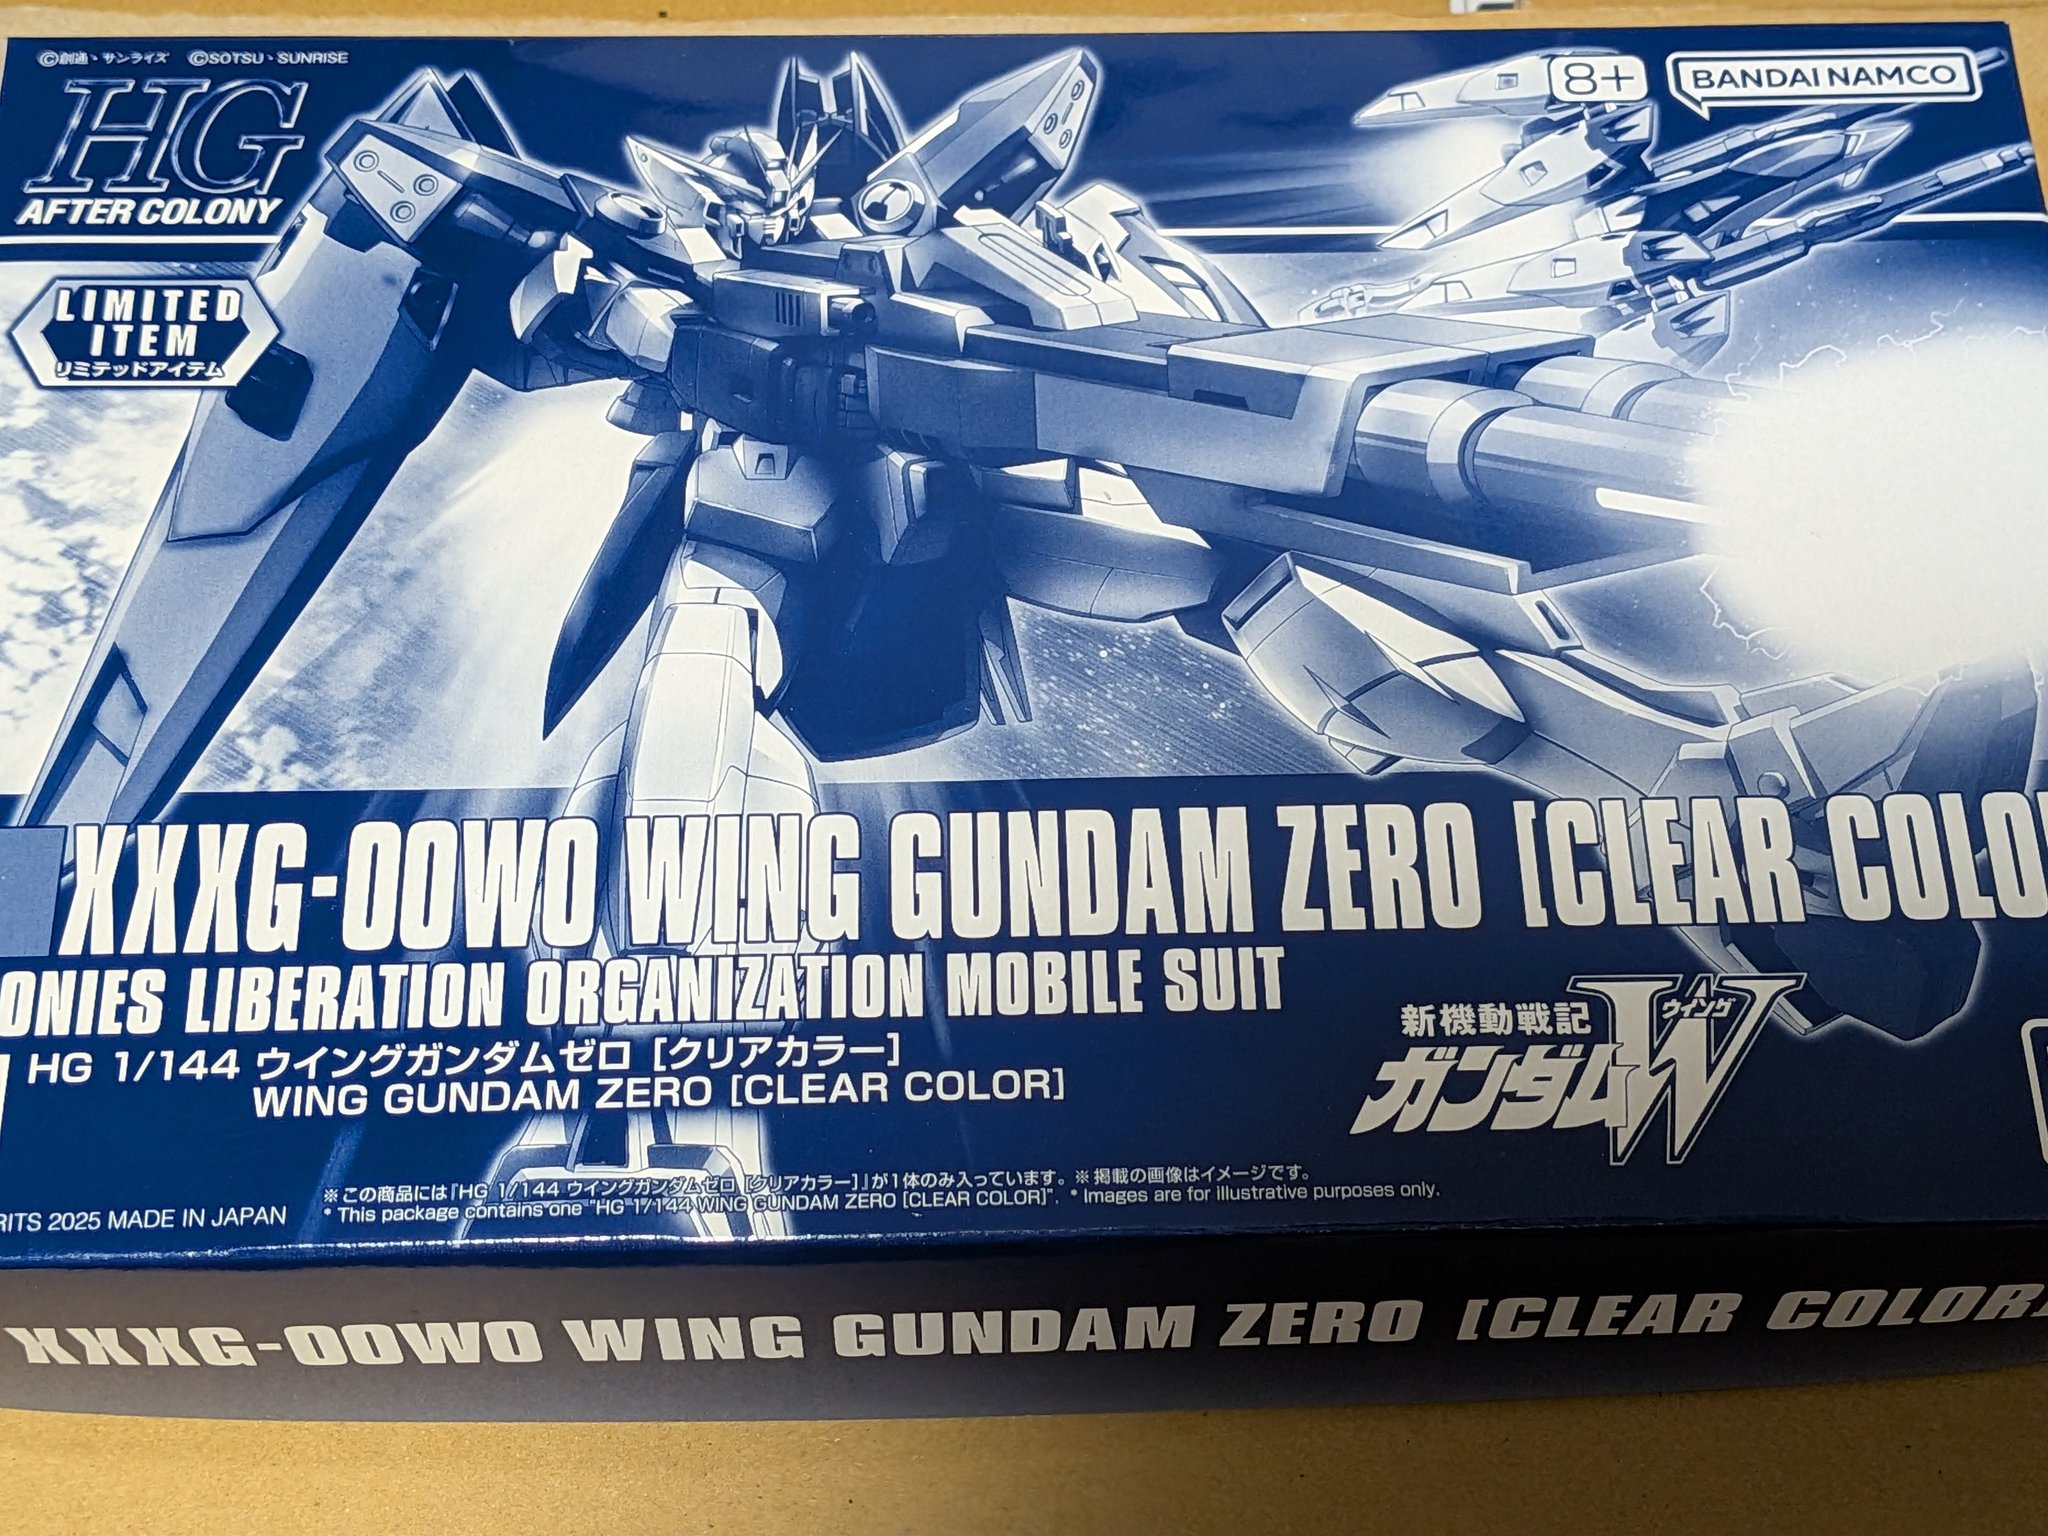 ©創通・サンライズ ©SOTSU・SUNRISE
HG
AFTER COLONY
8+
BANDAI NAMCO
LIMITED
ITEM
リミテッドアイテム
XXXG-00W0 WING GUNDAM ZERO [CLEAR COLO
ONIES LIBERATION ORGANIZATION MOBILE SUIT
HG 1/144 ウイングガンダムゼロ [クリアカラー]
WING GUNDAM ZERO [CLEAR COLOR]
新機動戦記
ウイング
ガンダムW
※この商品には『HG 1/144 ウイングガンダムゼロ [クリアカラー]』が1体のみ入っています。※掲載の画像はイメージです。
* This package contains one "HG 1/144 WING GUNDAM ZERO [CLEAR COLOR]". * Images are for illustrative purposes only.
RITS 2025 MADE IN JAPAN
XXXG-00W0 WING GUNDAM ZERO [CLEAR COLOR]